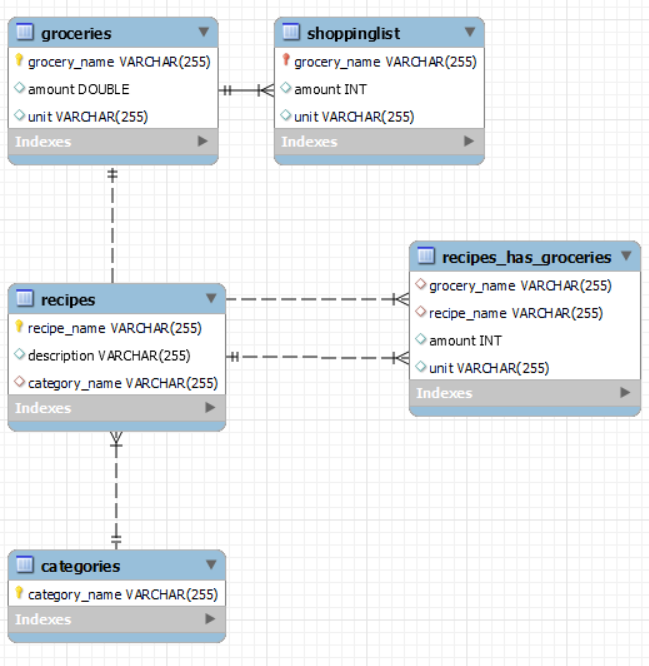 groceries
grocery_name VARCHAR(255)
amount DOUBLE
unit VARCHAR(255)
Indexes
shoppinglist
grocery_name VARCHAR(255)
amount INT
unit VARCHAR(255)
Indexes
recipes_has_groceries
grocery_name VARCHAR(255)
recipe_name VARCHAR(255)
amount INT
unit VARCHAR(255)
Indexes
recipes
recipe_name VARCHAR(255)
description VARCHAR(255)
category_name VARCHAR(255)
Indexes
categories
category_name VARCHAR(255)
Indexes